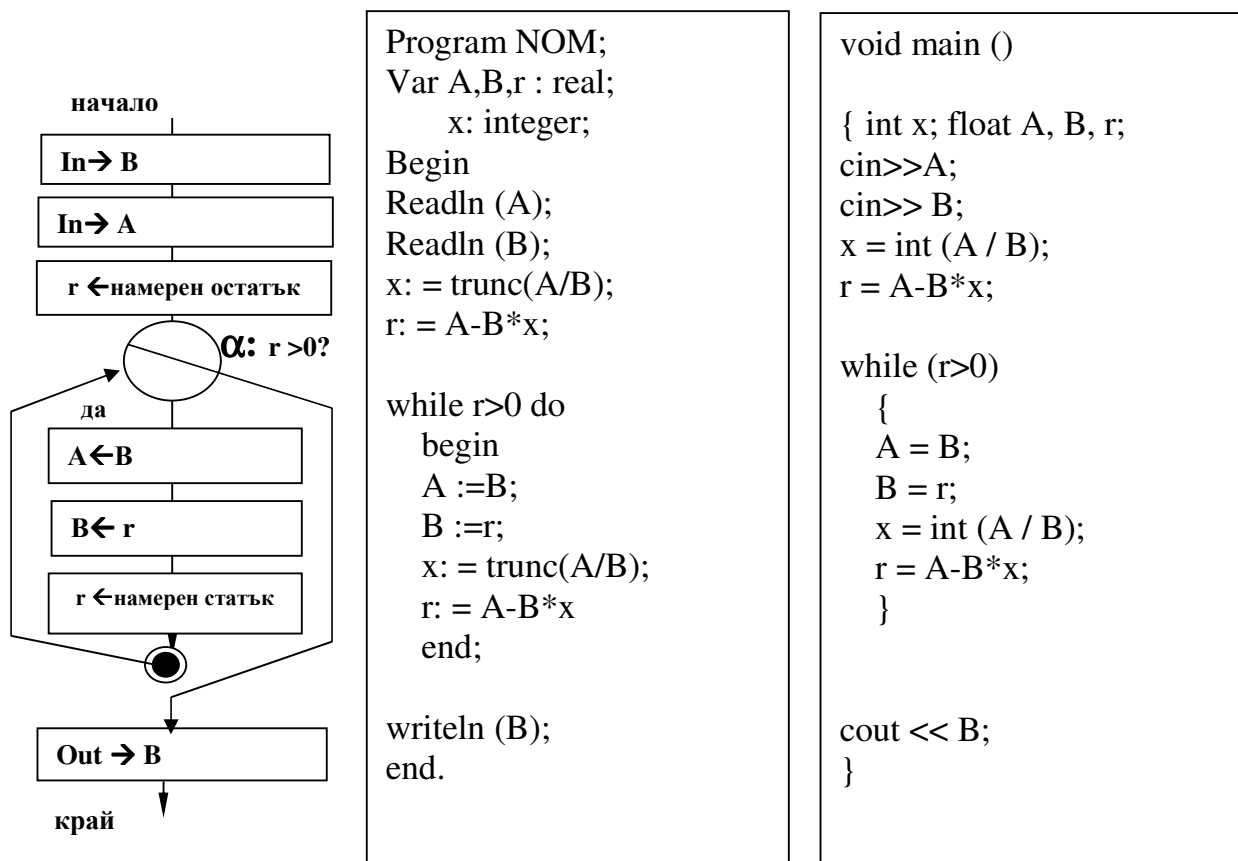 начало
In→ B
In→ A
r ←намерен остатък
α: r >0?
да
A←B
B← r
r ←намерен статък
Out → B
край
Program NOM;
Var A,B,r : real;
x: integer;
Begin
Readln (A);
Readln (B);
x: = trunc(A/B);
r: = A-B*x;
while r>0 do
begin
A :=B;
B :=r;
x: = trunc(A/B);
r: = A-B*x
end;
writeln (B);
end.
void main ()
{ int x; float A, B, r;
cin>>A;
cin>> B;
x = int (A / B);
r = A-B*x;
while (r>0)
{
A = B;
B = r;
x = int (A / B);
r = A-B*x;
}
cout << B;
}